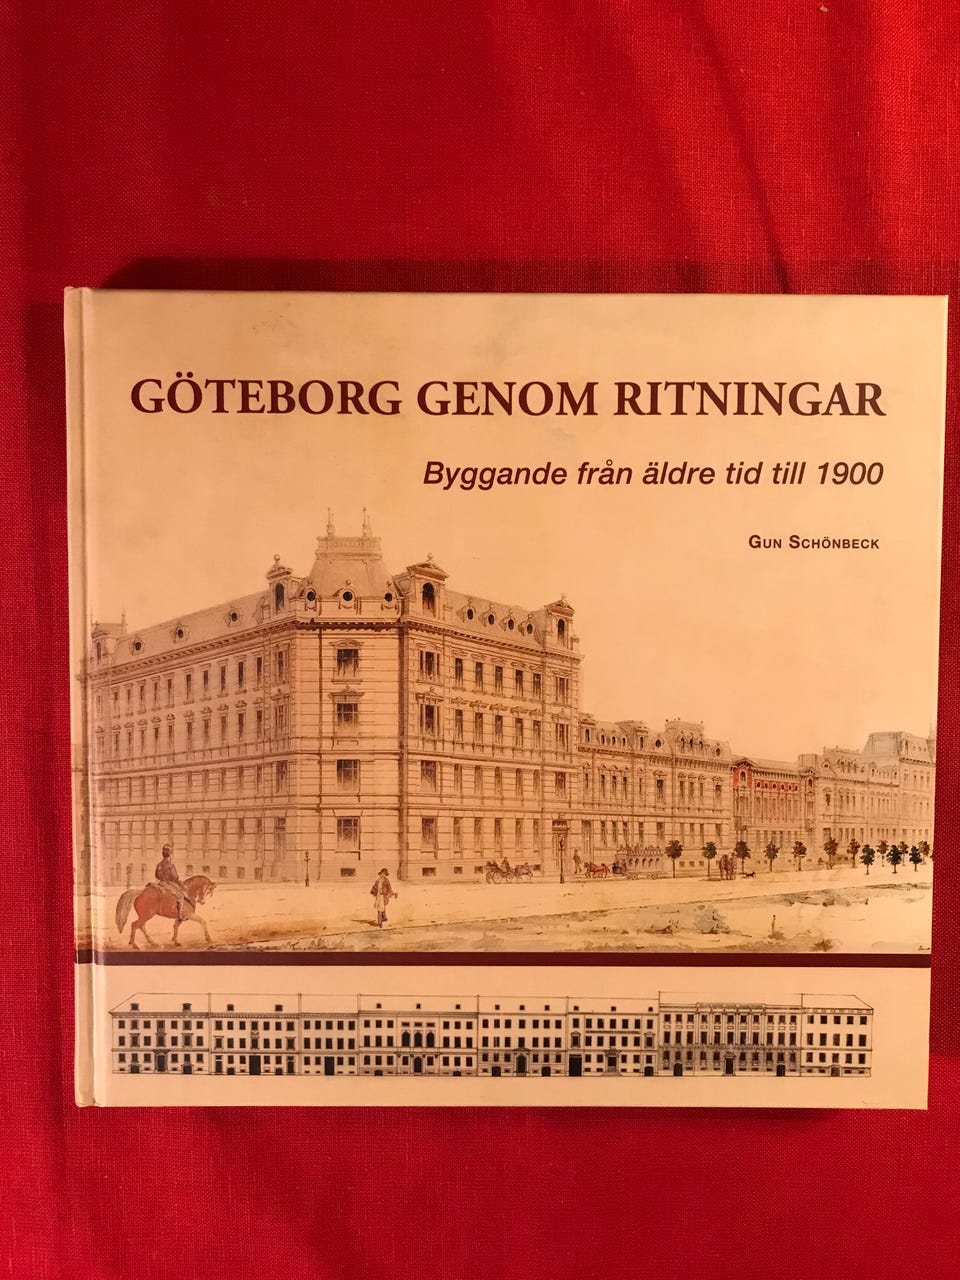 GÖTEBORG GENOM RITNINGAR
Byggande från äldre tid till 1900
GUN SCHÖNBECK